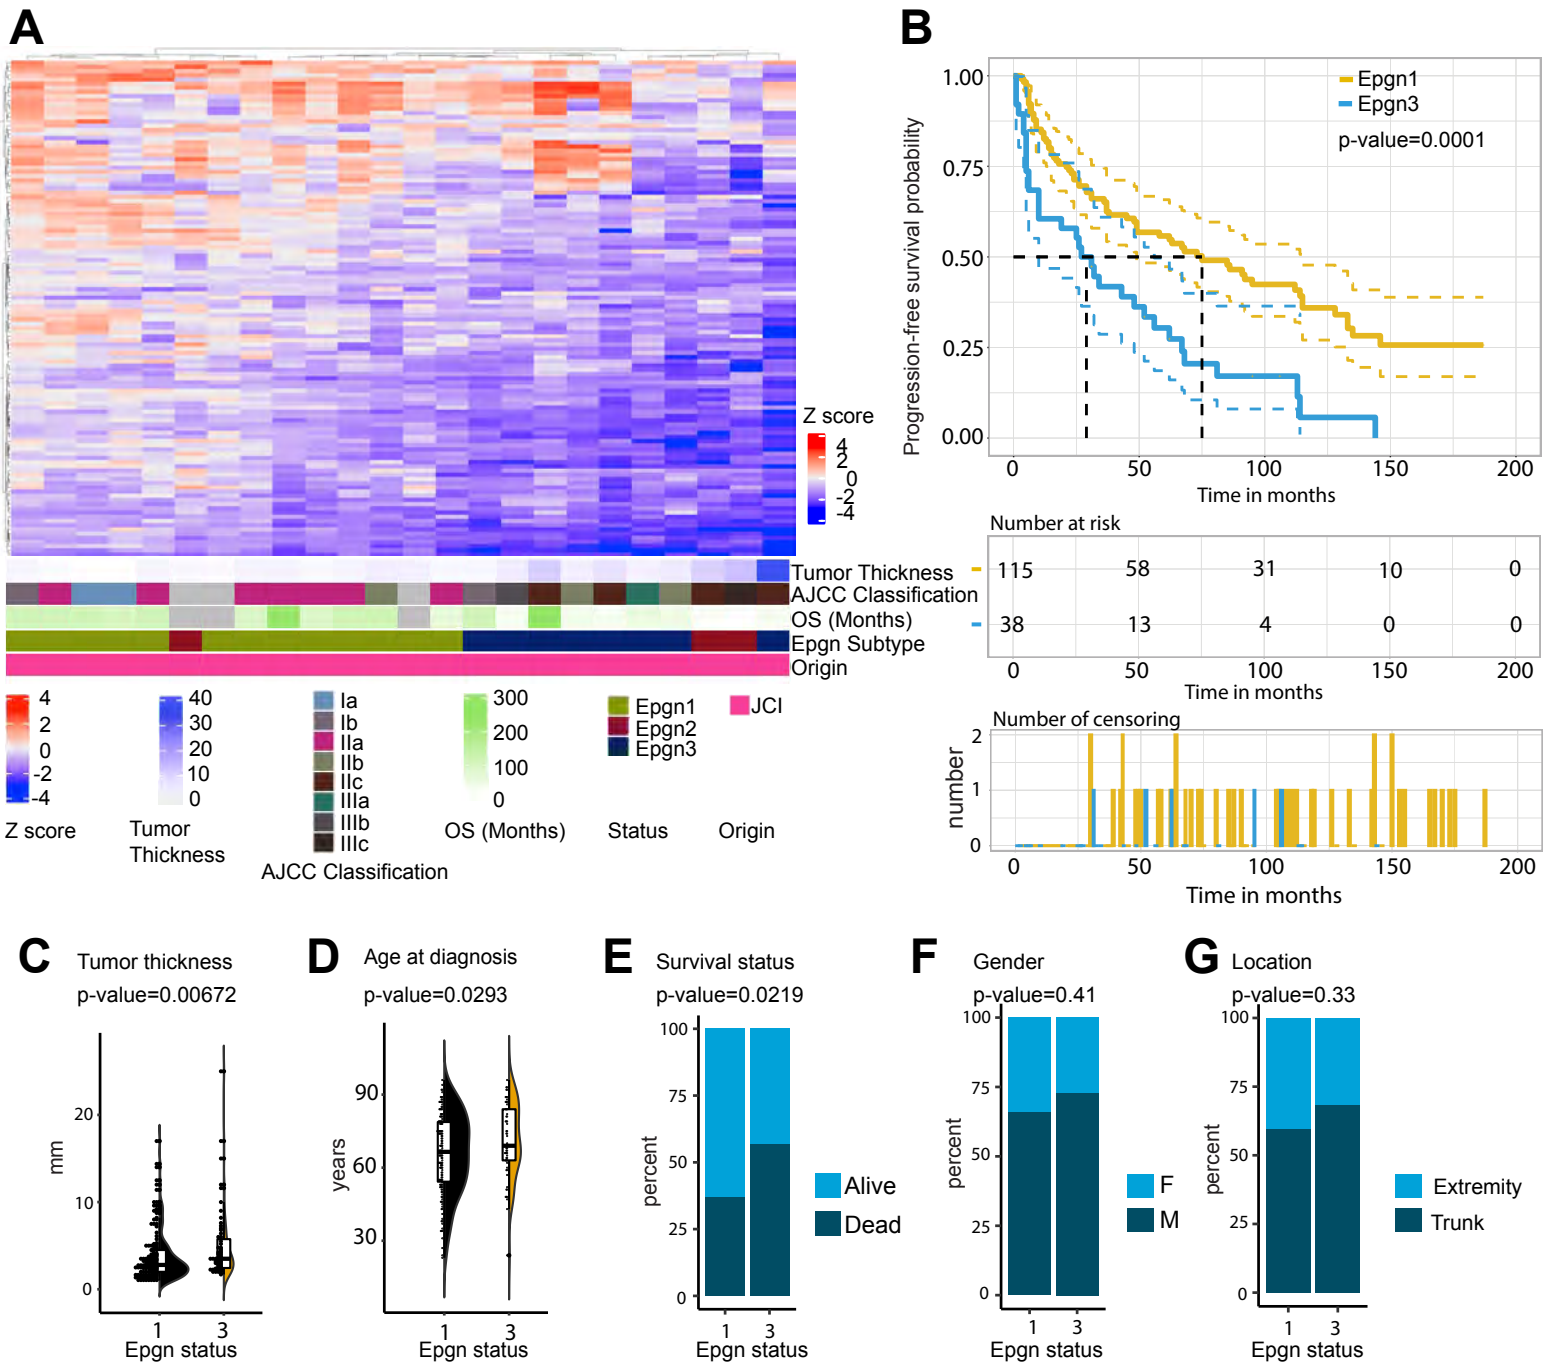 A
Z score
4
2
0
-2
-4
Tumor Thickness
AJCC Classification
OS (Months)
Epgn Subtype
Origin
4
2
0
-2
-4
Z score
40
30
20
10
0
Tumor
Thickness
Ia
Ib
IIa
IIb
IIc
IIIa
IIIb
IIIc
AJCC Classification
300
200
100
0
OS (Months)
Epgn1
Epgn2
Epgn3
Status
JCI
Origin
B
Epgn1
Epgn3
p-value=0.0001
Progression-free survival probability
1.00
0.75
0.50
0.25
0.00
0 50 100 150 200
Time in months
Number at risk
115 58 31 10 0
38 13 4 0 0
0 50 100 150 200
Time in months
Number of censoring
number
2
1
0
0 50 100 150 200
Time in months
C Tumor thickness
p-value=0.00672
mm
20
10
0
1 3
Epgn status
D Age at diagnosis
p-value=0.0293
years
90
60
30
1 3
Epgn status
E Survival status
p-value=0.0219
percent
100
75
50
25
0
1 3
Epgn status
Alive
Dead
F Gender
p-value=0.41
percent
100
75
50
25
0
1 3
Epgn status
F
M
G Location
p-value=0.33
percent
100
75
50
25
0
1 3
Epgn status
Extremity
Trunk